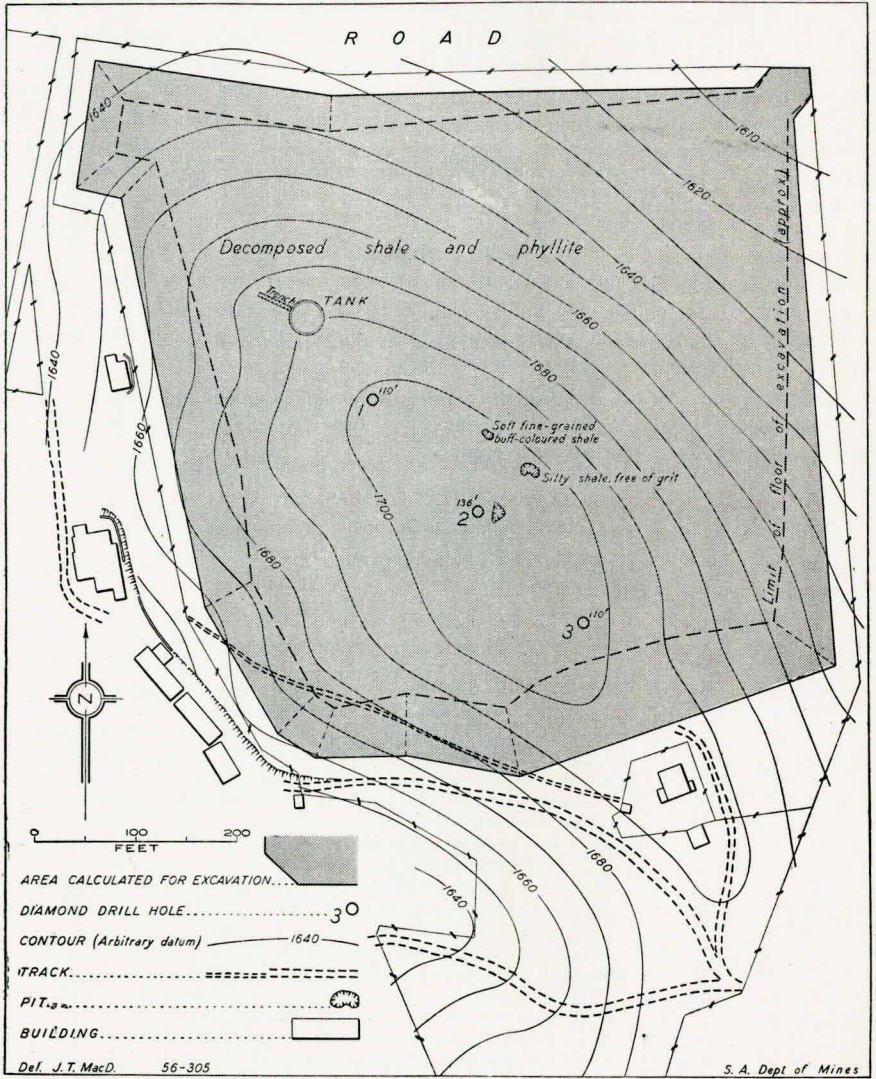 R O A D
1640
1610
1620
Decomposed shale and phyllite
1640
Trench
TANK
1660
1680
Limit of floor of excavation (approx)
1640
1660
1 110'
Soft fine-grained
buff-coloured shale
Silty shale, free of grit
1700
136'
2
1680
3 110'
N
0 100 200
FEET
1660
1680
1640
AREA CALCULATED FOR EXCAVATION
DIAMOND DRILL HOLE 3
CONTOUR (Arbitrary datum) 1640
TRACK
PIT
BUILDING
Del. J.T. MacD. 56-305
S. A. Dept of Mines